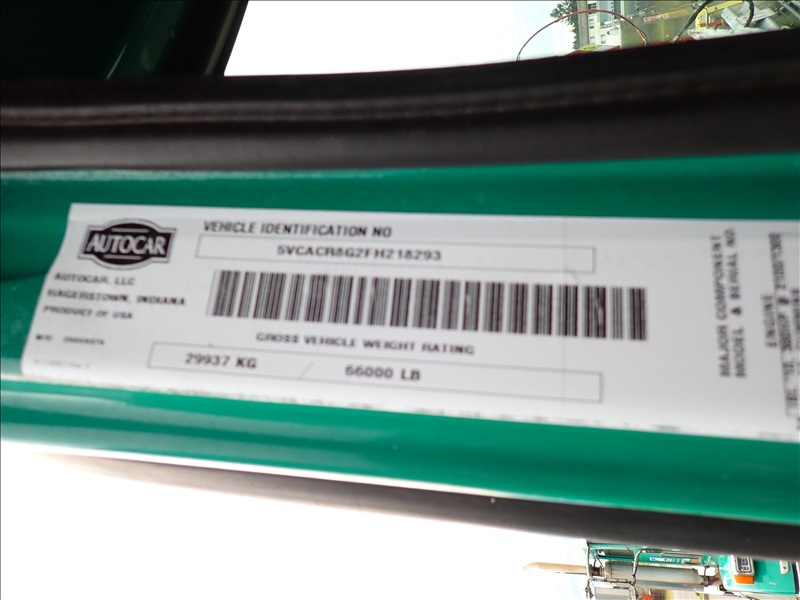 AUTOCAR
AUTOCAR, LLC
HAGERSTOWN, INDIANA
PRODUCT OF USA
VEHICLE IDENTIFICATION NO
5VCACR8G2FH218293
GROSS VEHICLE WEIGHT RATING
29937 KG / 66000 LB
MAJOR COMPONENT
MODEL & SERIAL NO.
ENGINE